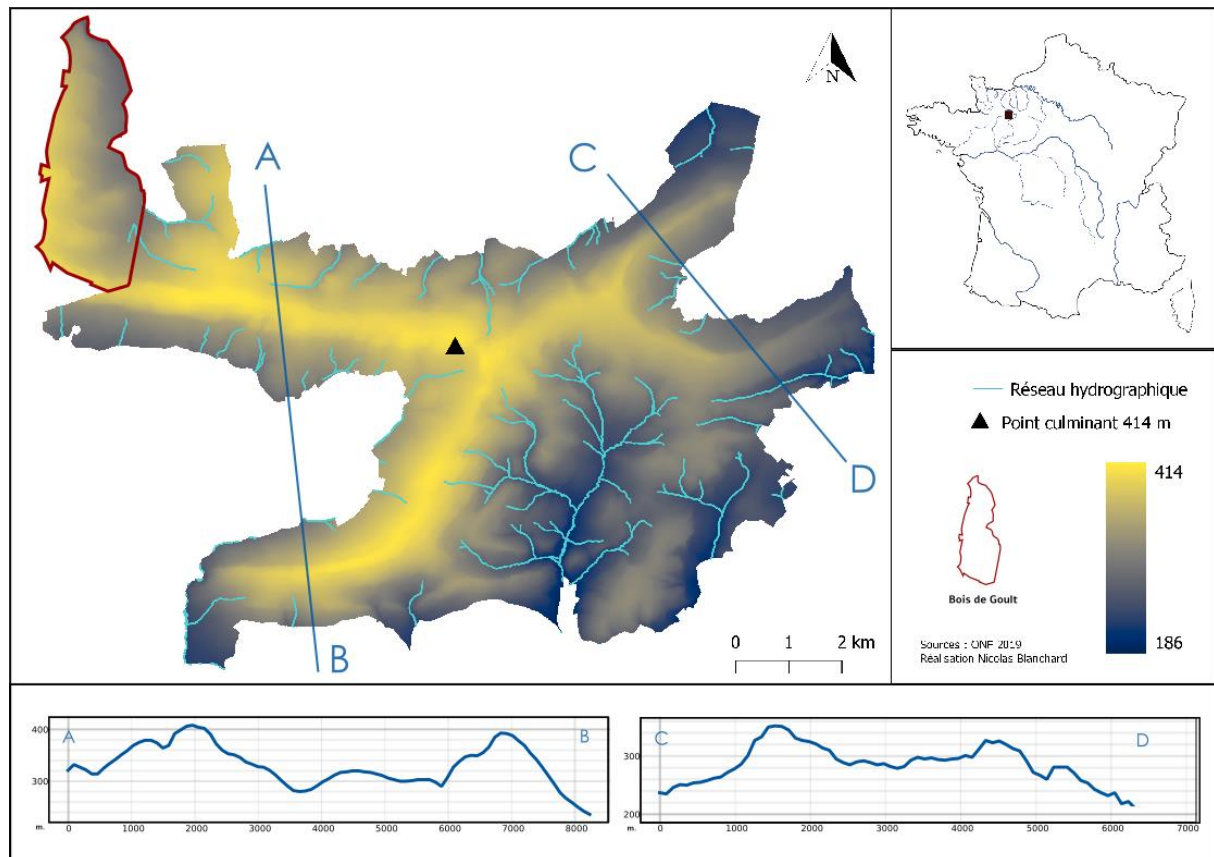 N
A
C
D
B
0 1 2 km
Réseau hydrographique
Point culminant 414 m
414
186
Bois de Goult
Sources : ONF 2019
Réalisation Nicolas Blanchard
400
300
m.
A
B
0 1000 2000 3000 4000 5000 6000 7000 8000
300
200
m.
C
D
0 1000 2000 3000 4000 5000 6000 7000